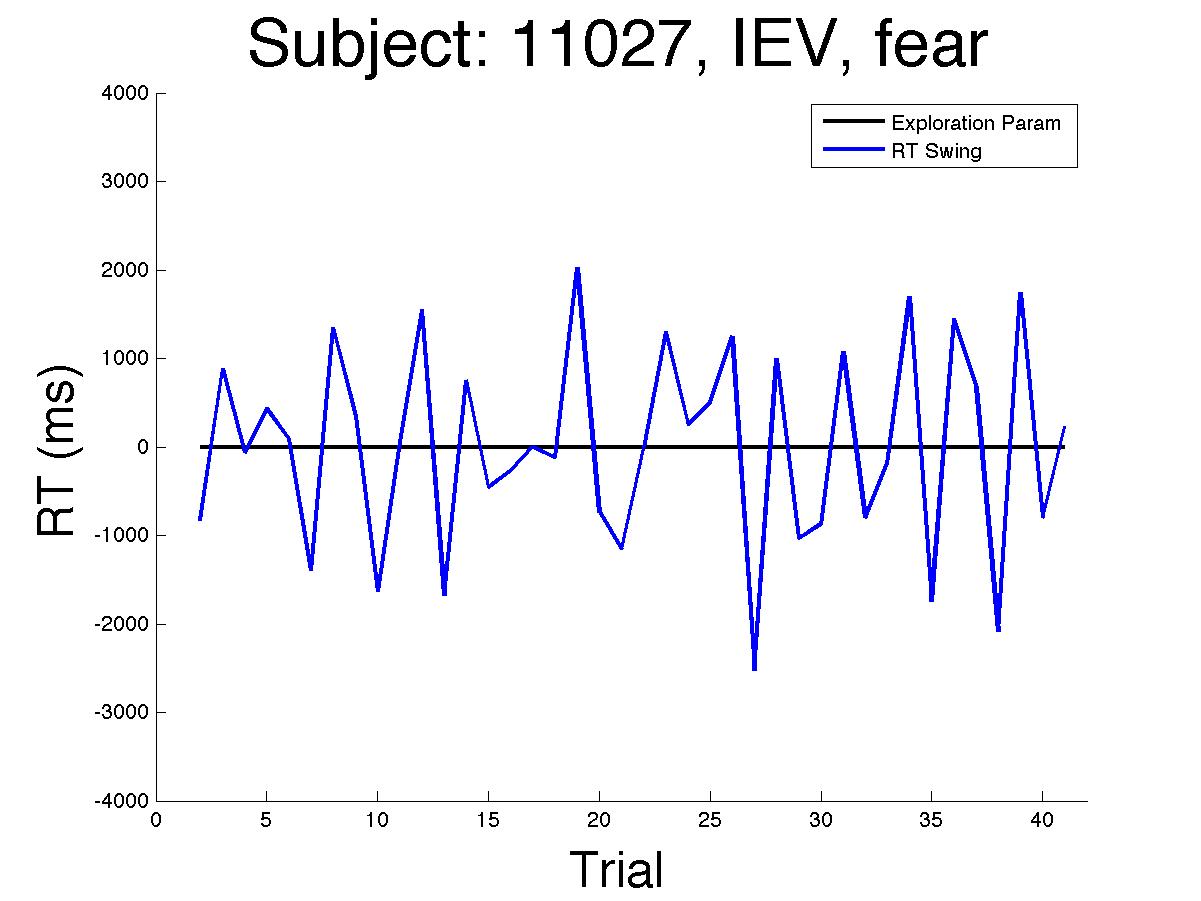 Subject: 11027, IEV, fear
4000
3000
2000
1000
0
-1000
-2000
-3000
-4000
RT (ms)
Exploration Param
RT Swing
0 5 10 15 20 25 30 35 40
Trial